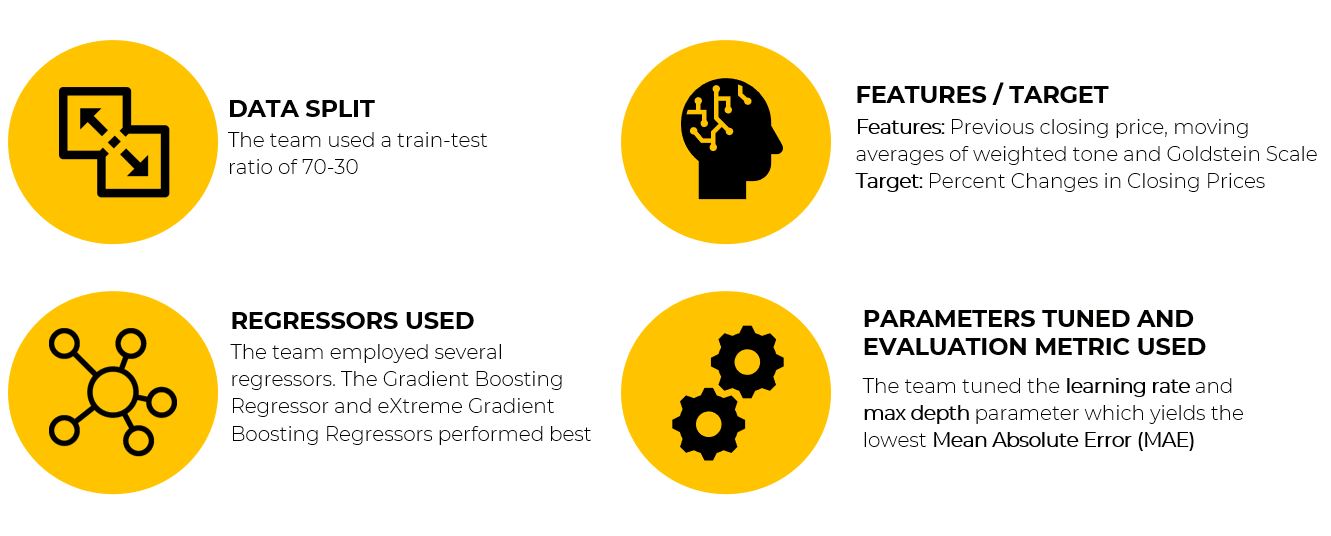 DATA SPLIT
The team used a train-test
ratio of 70-30
FEATURES / TARGET
Features: Previous closing price, moving
averages of weighted tone and Goldstein Scale
Target: Percent Changes in Closing Prices
REGRESSORS USED
The team employed several
regressors. The Gradient Boosting
Regressor and eXtreme Gradient
Boosting Regressors performed best
PARAMETERS TUNED AND
EVALUATION METRIC USED
The team tuned the learning rate and
max depth parameter which yields the
lowest Mean Absolute Error (MAE)